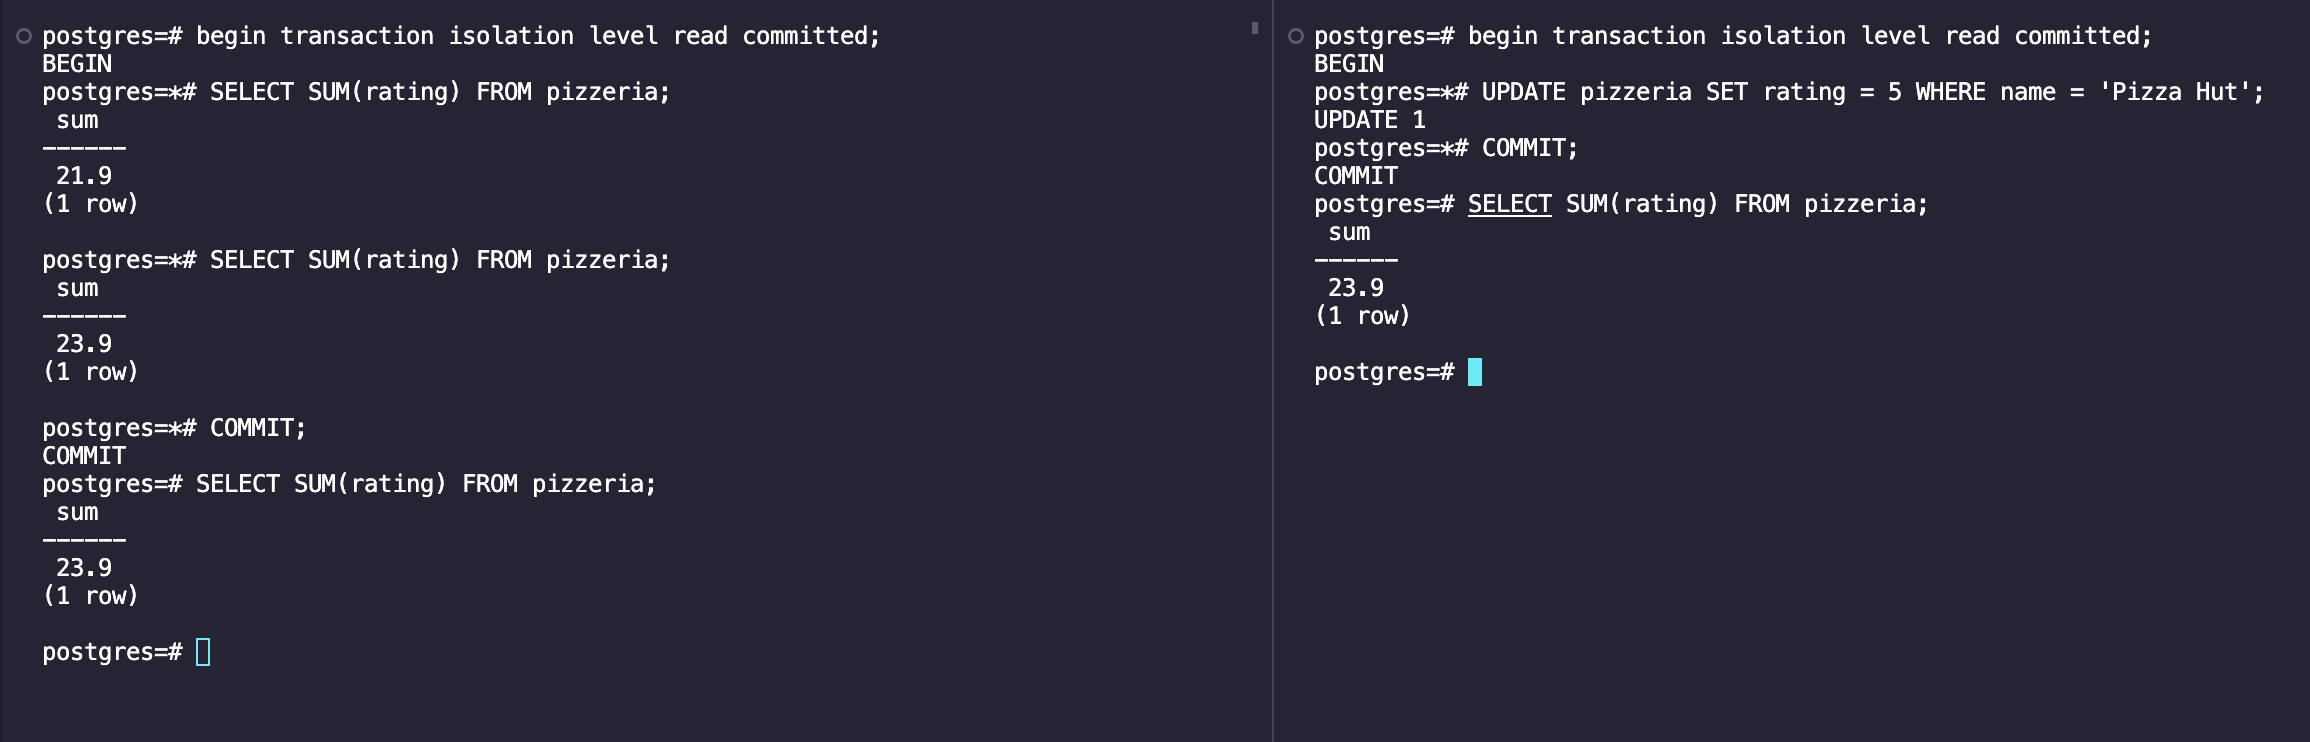 postgres=# begin transaction isolation level read committed;
BEGIN
postgres=*# SELECT SUM(rating) FROM pizzeria;
 sum
------
 21.9
(1 row)

postgres=*# SELECT SUM(rating) FROM pizzeria;
 sum
------
 23.9
(1 row)

postgres=*# COMMIT;
COMMIT
postgres=# SELECT SUM(rating) FROM pizzeria;
 sum
------
 23.9
(1 row)

postgres=#
postgres=# begin transaction isolation level read committed;
BEGIN
postgres=*# UPDATE pizzeria SET rating = 5 WHERE name = 'Pizza Hut';
UPDATE 1
postgres=*# COMMIT;
COMMIT
postgres=# SELECT SUM(rating) FROM pizzeria;
 sum
------
 23.9
(1 row)

postgres=#